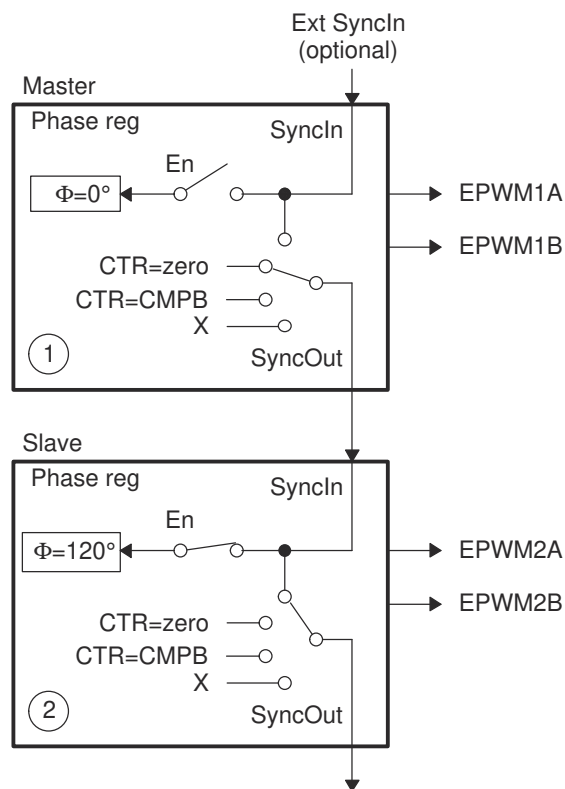 Ext SyncIn
(optional)
Master
Phase reg
SyncIn
En
Φ=0°
EPWM1A
EPWM1B
CTR=zero
CTR=CMPB
X
1
SyncOut
Slave
Phase reg
SyncIn
En
Φ=120°
EPWM2A
EPWM2B
CTR=zero
CTR=CMPB
X
2
SyncOut